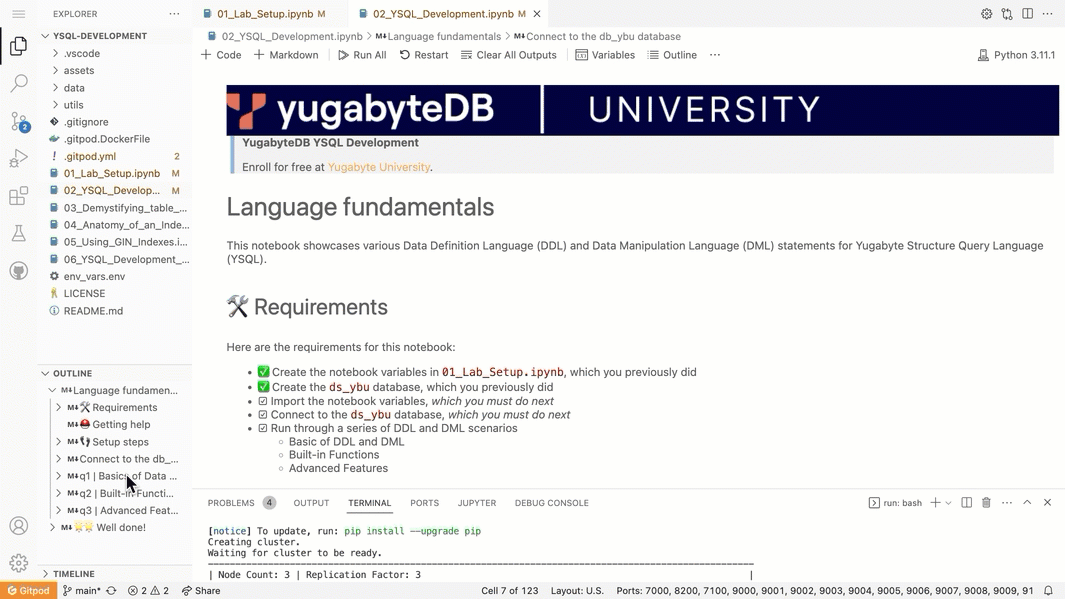 EXPLORER
YSQL-DEVELOPMENT
.vscode
assets
data
utils
.gitignore
.gitpod.DockerFile
.gitpod.yml 2
01_Lab_Setup.ipynb M
02_YSQL_Develop... M
03_Demystifying_table_...
04_Anatomy_of_an_Inde...
05_Using_GIN_Indexes.i...
06_YSQL_Development_...
env_vars.env
LICENSE
README.md
OUTLINE
M↓ Language fundamen...
M↓ Requirements
M↓ Getting help
M↓ Setup steps
M↓ Connect to the db_...
M↓ q1 | Basics of Data ...
M↓ q2 | Built-in Functi...
M↓ q3 | Advanced Feat...
M↓ Well done!
TIMELINE
2
01_Lab_Setup.ipynb M
02_YSQL_Development.ipynb M
02_YSQL_Development.ipynb > M↓ Language fundamentals > M↓ Connect to the db_ybu database
+ Code + Markdown Run All Restart Clear All Outputs Variables Outline ... Python 3.11.1
yugabyteDB | UNIVERSITY
YugabyteDB YSQL Development
Enroll for free at Yugabyte University.
Language fundamentals
This notebook showcases various Data Definition Language (DDL) and Data Manipulation Language (DML) statements for Yugabyte Structure Query Language
(YSQL).
🛠 Requirements
Here are the requirements for this notebook:
✅ Create the notebook variables in 01_Lab_Setup.ipynb, which you previously did
✅ Create the ds_ybu database, which you previously did
☑ Import the notebook variables, which you must do next
☑ Connect to the ds_ybu database, which you must do next
☑ Run through a series of DDL and DML scenarios
Basic of DDL and DML
Built-in Functions
Advanced Features
PROBLEMS 4 OUTPUT TERMINAL PORTS JUPYTER DEBUG CONSOLE run: bash
[notice] To update, run: pip install --upgrade pip
Creating cluster.
Waiting for cluster to be ready.
| Node Count: 3 | Replication Factor: 3 |
Gitpod main* 2 2 Share Cell 7 of 123 Layout: U.S. Ports: 7000, 8200, 7100, 9000, 9001, 9002, 9003, 9004, 9005, 9006, 9007, 9008, 9009, 91